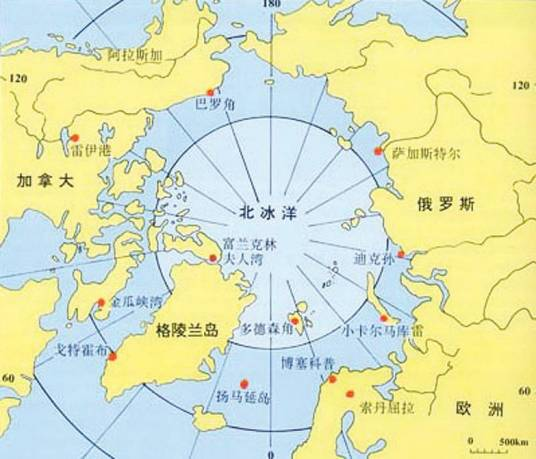 180
阿拉斯加
120
120
巴罗角
雷伊港
萨加斯特尔
加拿大
俄罗斯
北冰洋
富兰克林
夫人湾
迪克孙
金瓜峡湾
格陵兰岛
多德森角
小卡尔马库雷
戈特霍布
博塞科普
60
扬马延岛
索丹屈拉
60
欧洲
0 500km
0